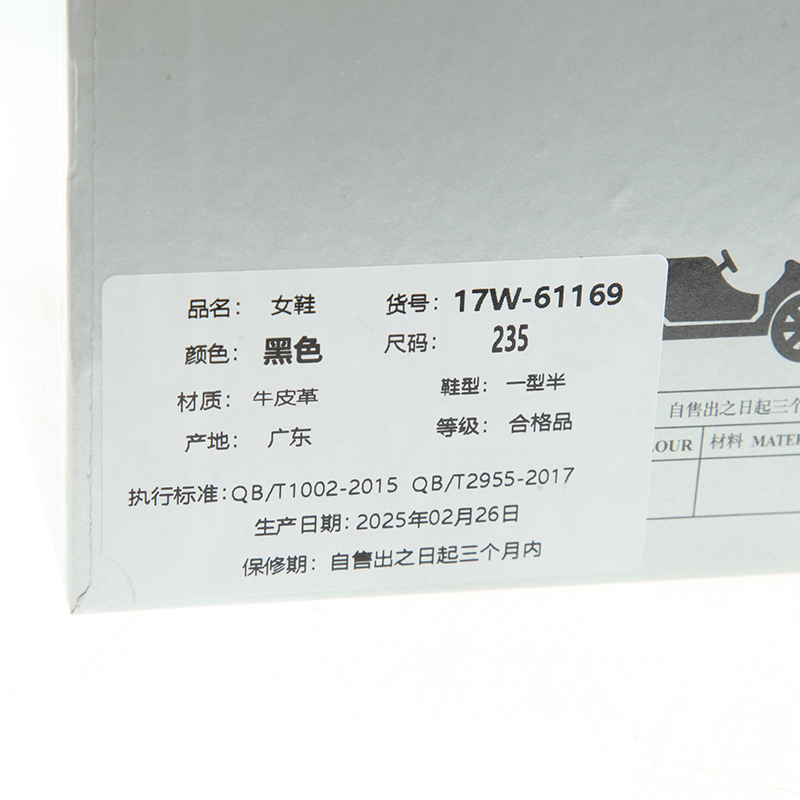 品名： 女鞋 货号：17W-61169
颜色：黑色 尺码： 235
材质： 牛皮革 鞋型： 一型半
产地： 广东 等级： 合格品
执行标准：QB/T1002-2015 QB/T2955-2017
生产日期：2025年02月26日
保修期： 自售出之日起三个月内
自售出之日起三个
OUR 材料 MATER